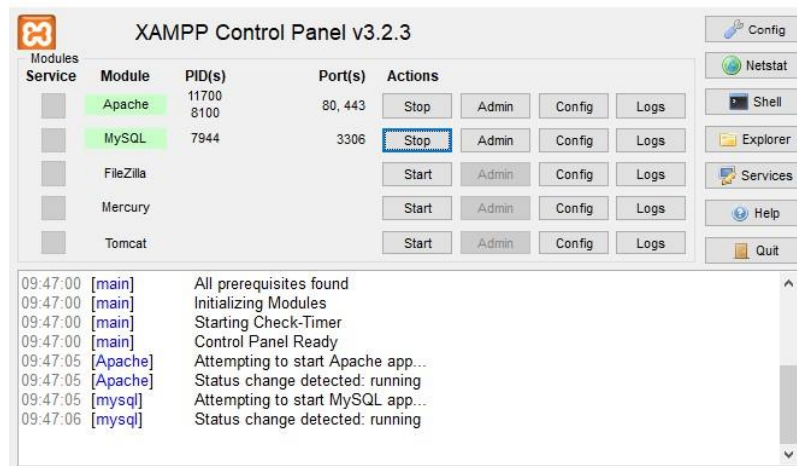 XAMPP Control Panel v3.2.3
Config
Modules
Netstat
Service Module PID(s) Port(s) Actions
Apache 11700 8100 80, 443 Stop Admin Config Logs
Shell
MySQL 7944 3306 Stop Admin Config Logs
Explorer
FileZilla Start Admin Config Logs
Services
Mercury Start Admin Config Logs
Help
Tomcat Start Admin Config Logs
Quit
09:47:00 [main] All prerequisites found
09:47:00 [main] Initializing Modules
09:47:00 [main] Starting Check-Timer
09:47:00 [main] Control Panel Ready
09:47:05 [Apache] Attempting to start Apache app...
09:47:05 [Apache] Status change detected: running
09:47:05 [mysql] Attempting to start MySQL app...
09:47:06 [mysql] Status change detected: running